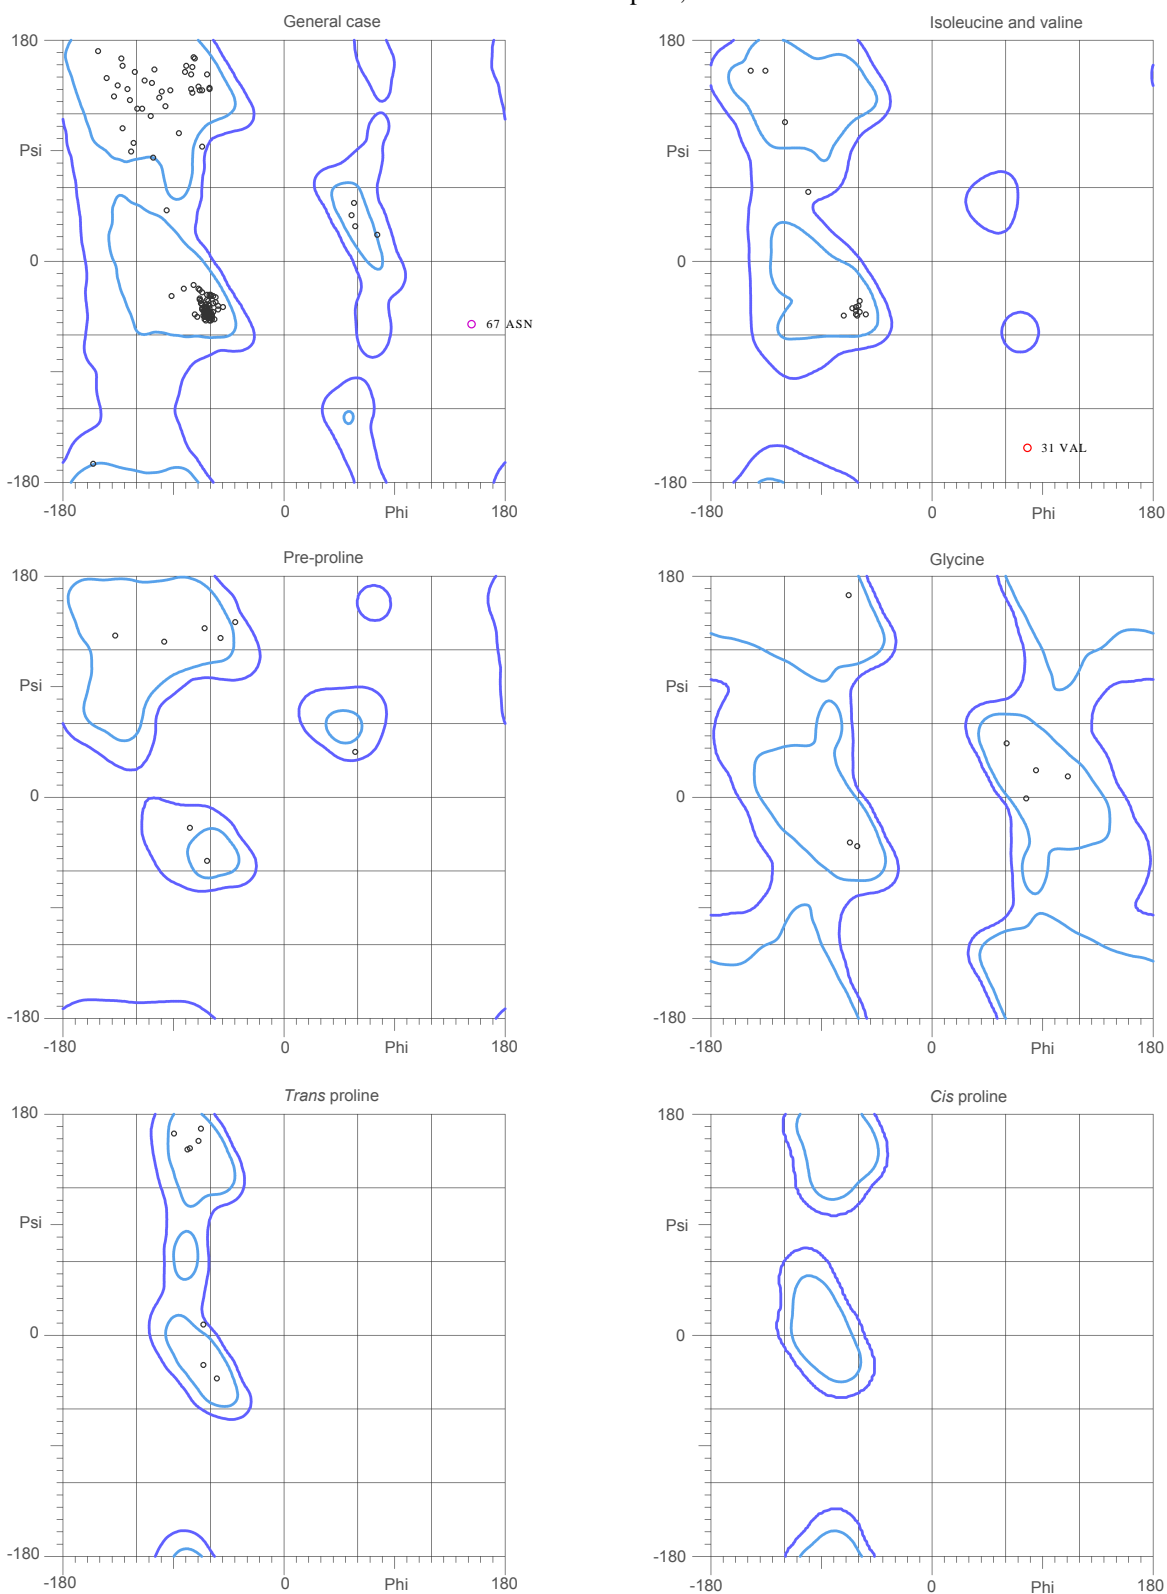 General case
Isoleucine and valine
180
180
Psi
Psi
0
0
67 ASN
31 VAL
-180
-180
-180
0
Phi
180
-180
0
Phi
180
Pre-proline
Glycine
180
180
Psi
Psi
0
0
-180
-180
-180
0
Phi
180
-180
0
Phi
180
Trans proline
Cis proline
180
180
Psi
Psi
0
0
-180
-180
-180
0
Phi
180
-180
0
Phi
180